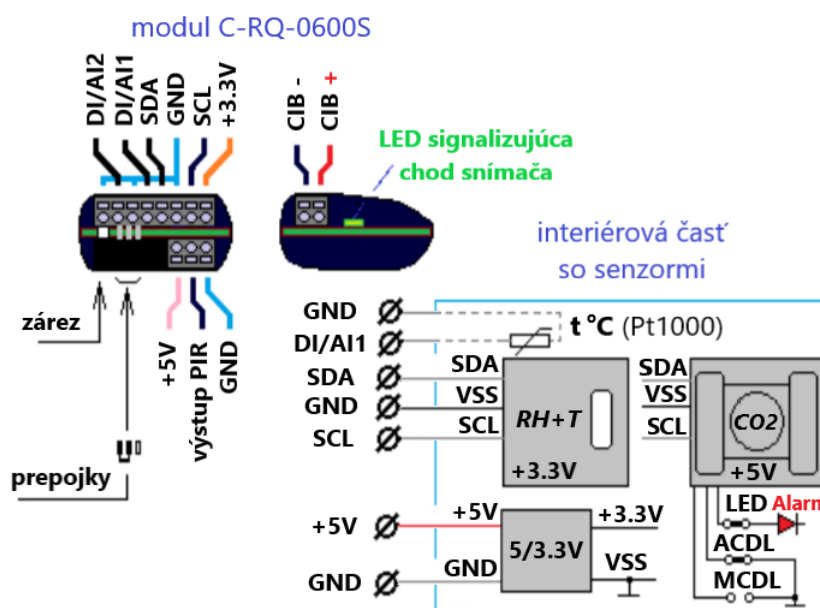 modul C-RQ-0600S
DI/AI2
DI/AI1
SDA
GND
SCL
+3.3V
CIB -
CIB +
LED signalizujúca
chod snímača
zárez
+5V
výstup PIR
GND
prepojky
interiérová časť
so senzormi
GND
t °C (Pt1000)
DI/AI1
SDA
SDA
SDA
GND
VSS
RH+T
VSS
CO2
SCL
SCL
SCL
+3.3V
+5V
LED Alarm
+5V
+5V
+3.3V
5/3.3V
ACDL
GND
GND
VSS
MCDL